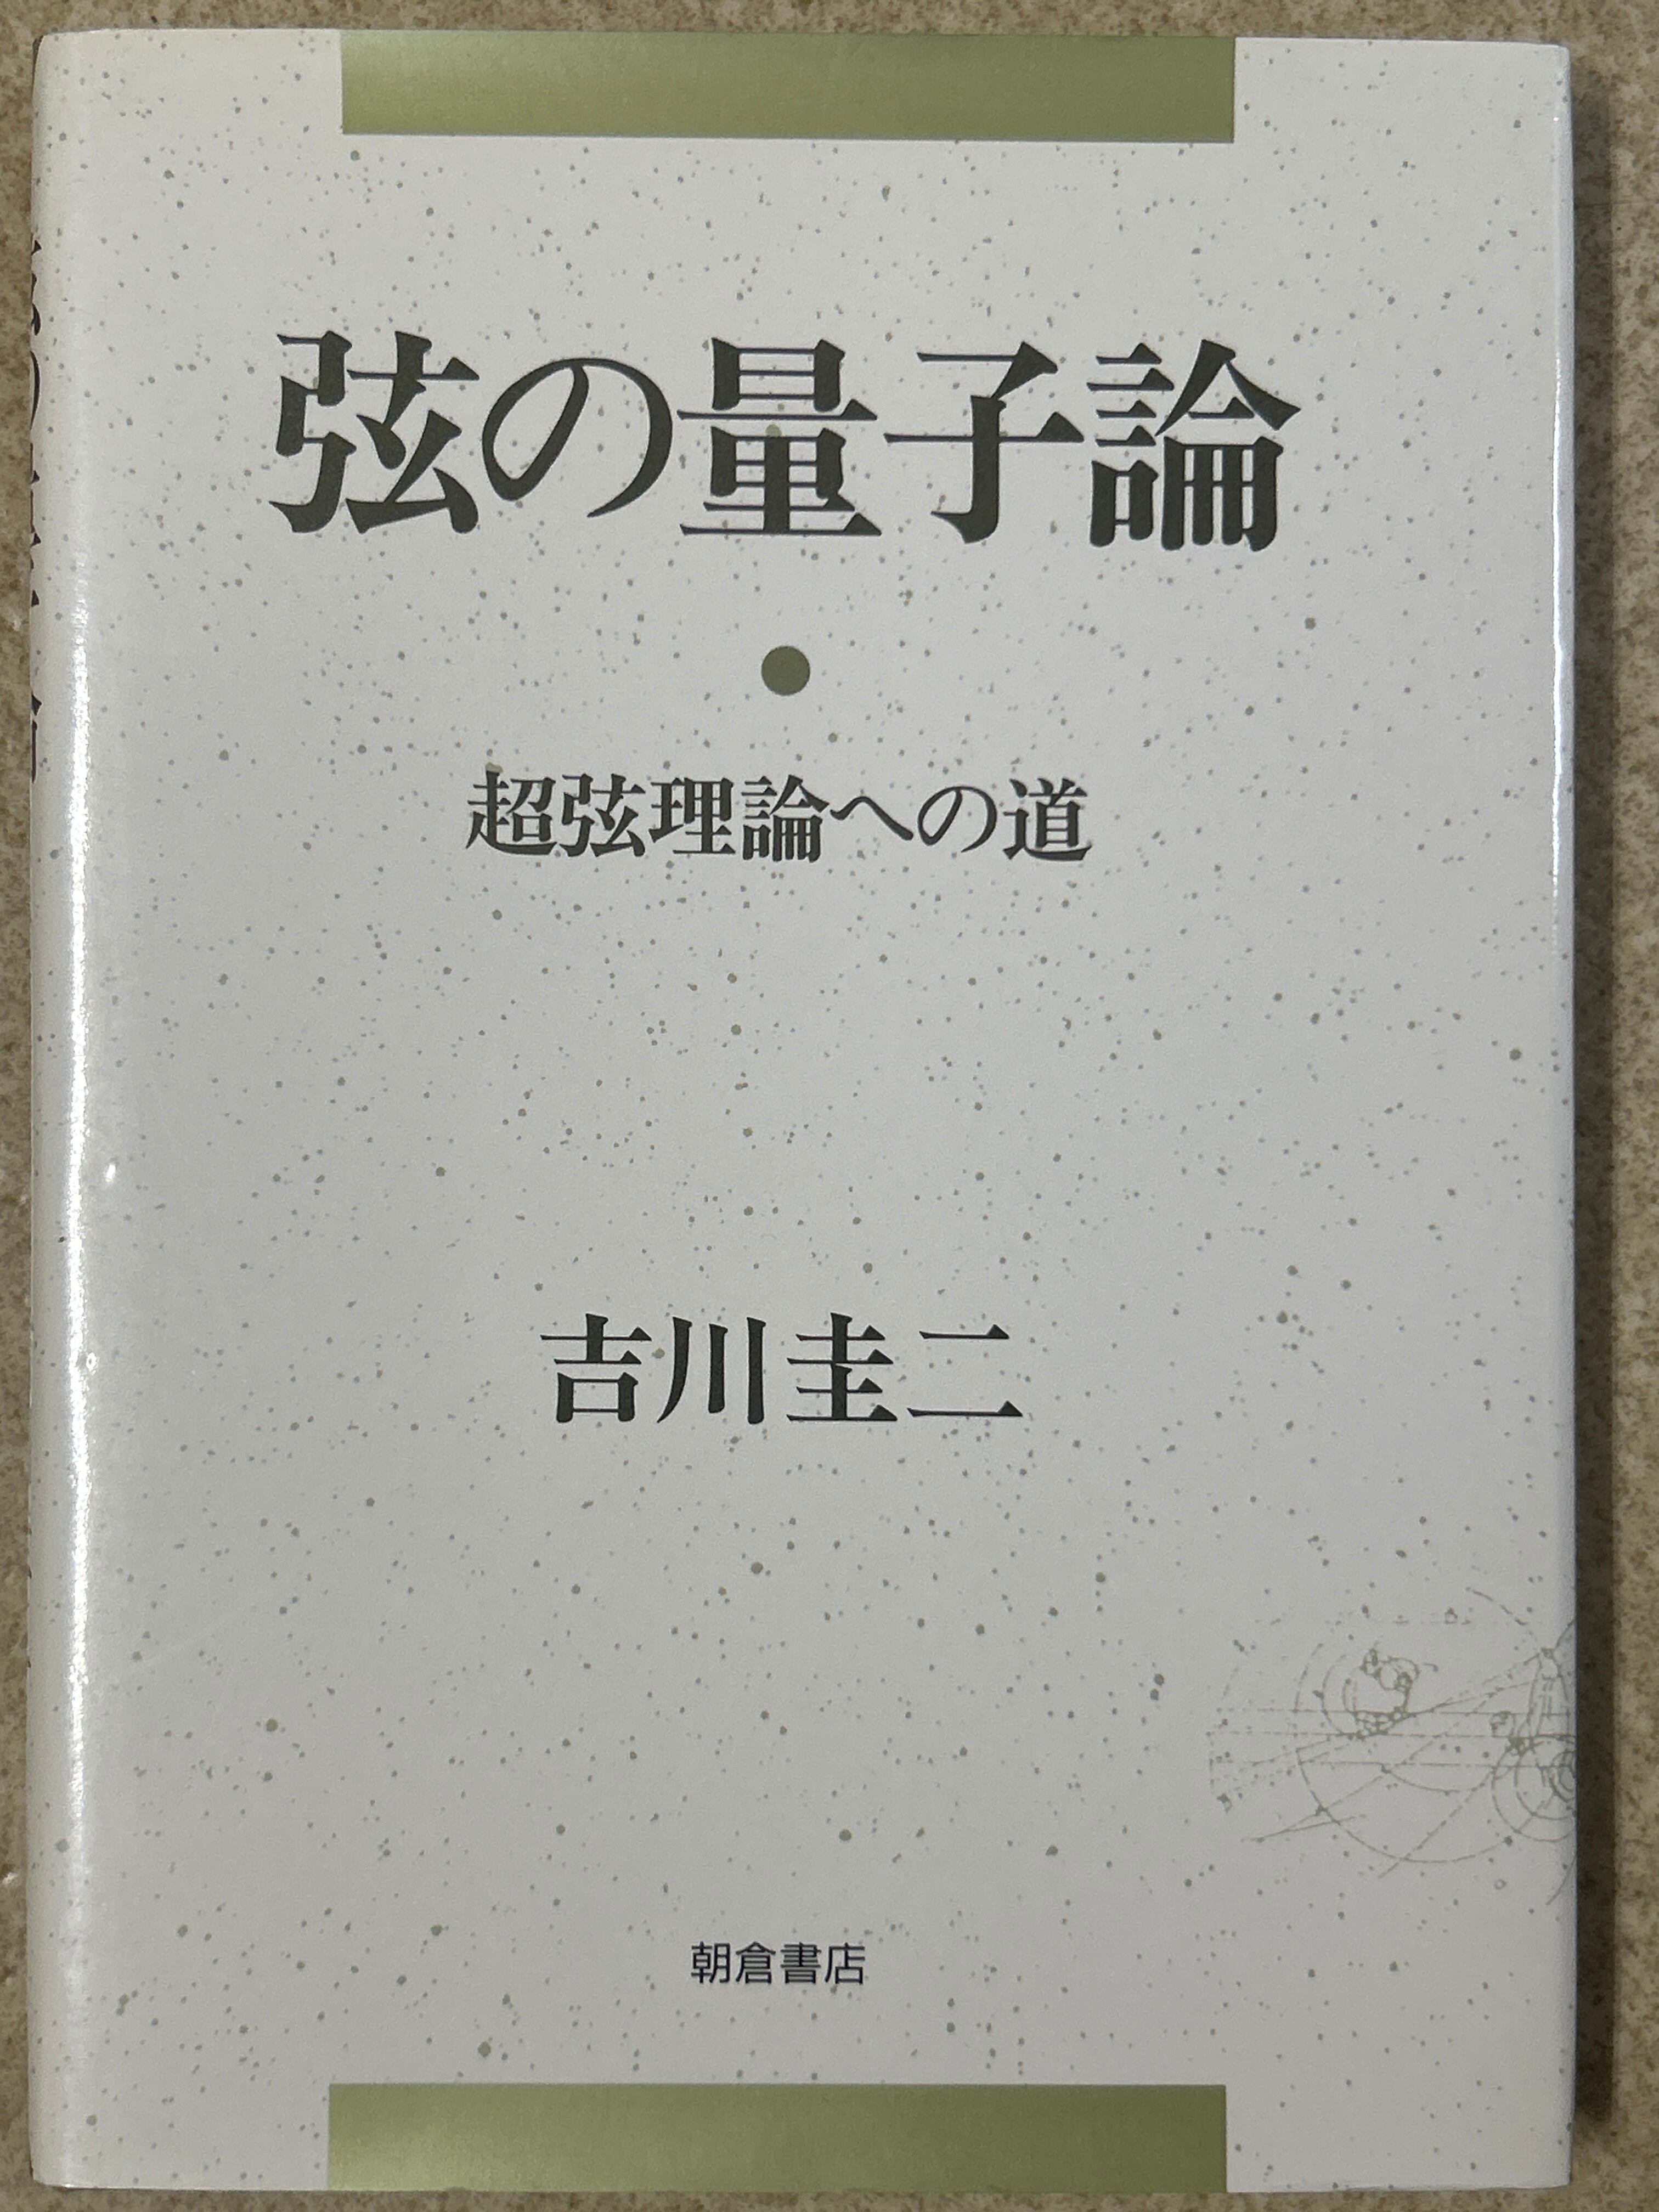 弦の量子論
超弦理論への道
吉川圭二
朝倉書店